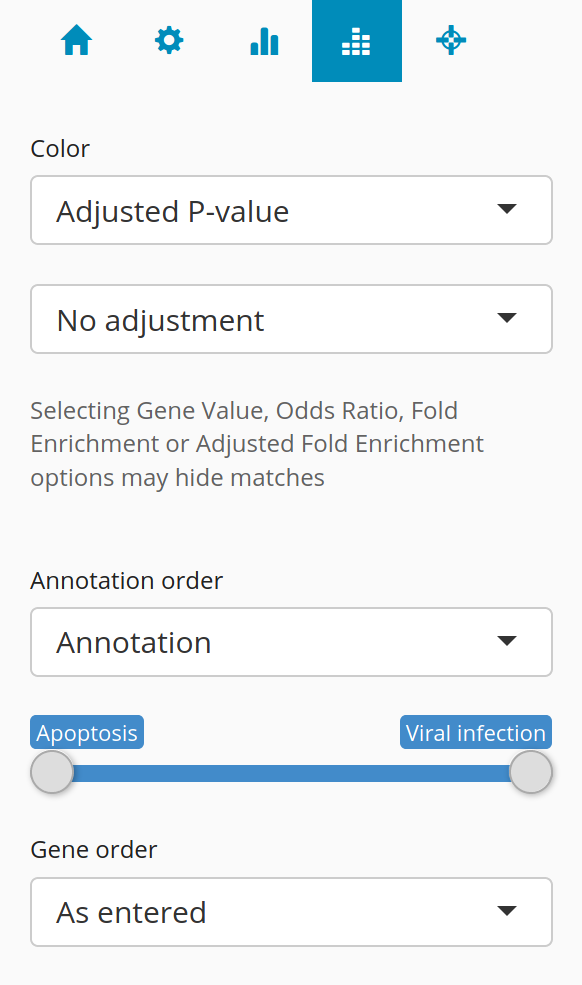 Color
Adjusted P-value
No adjustment
Selecting Gene Value, Odds Ratio, Fold
Enrichment or Adjusted Fold Enrichment
options may hide matches
Annotation order
Annotation
Apoptosis
Viral infection
Gene order
As entered